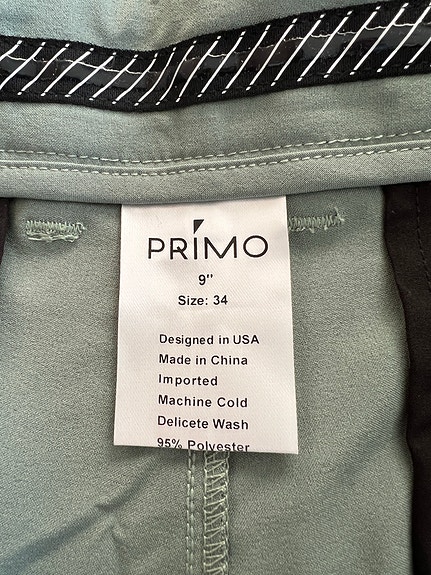 PRIMO
9"
Size: 34
Designed in USA
Made in China
Imported
Machine Cold
Delicete Wash
95% Polyester